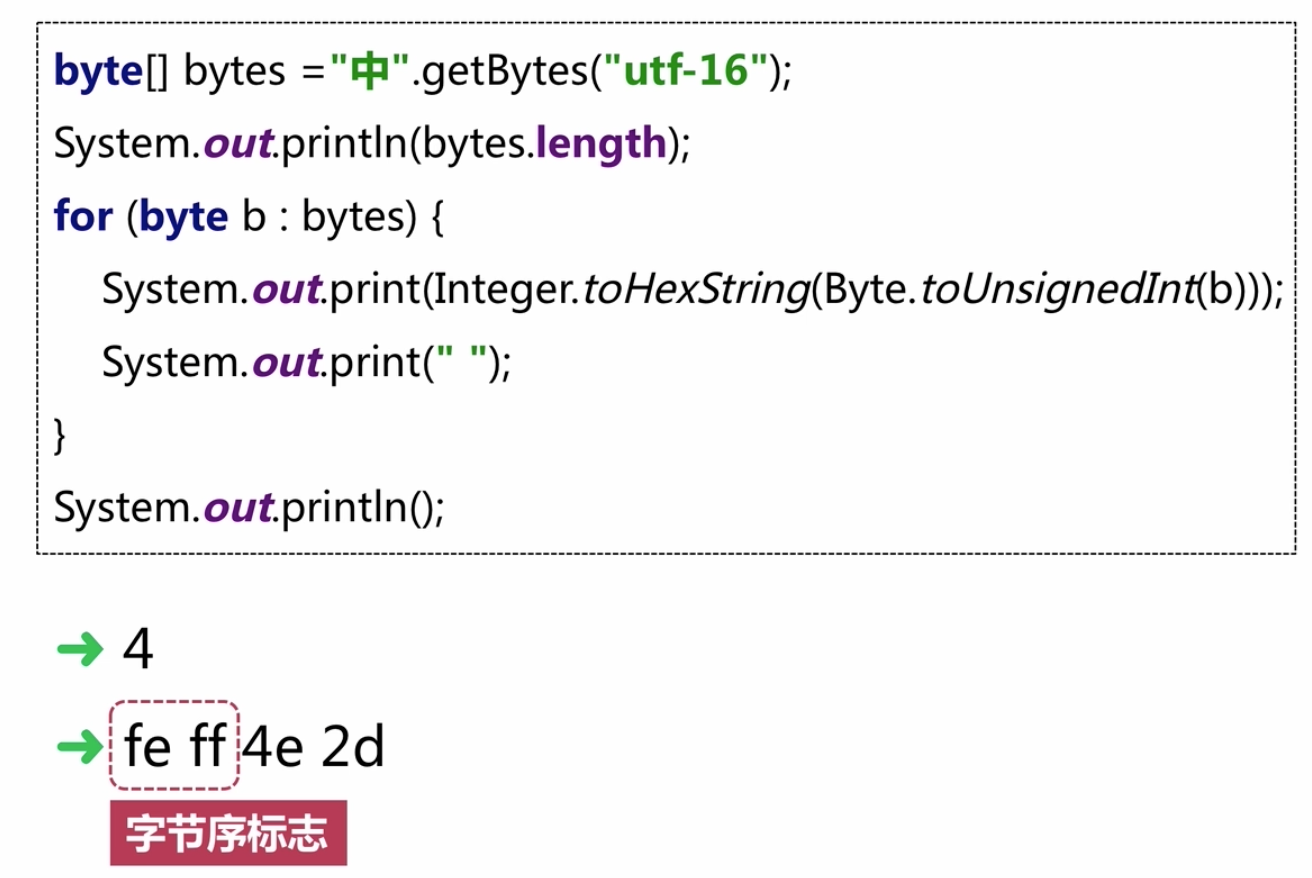 byte[] bytes ="中".getBytes("utf-16");
System.out.println(bytes.length);
for (byte b : bytes) {
System.out.print(Integer.toHexString(Byte.toUnsignedInt(b)));
System.out.print(" ");
}
System.out.println();
➜ 4
➜ fe ff 4e 2d
字节序标志